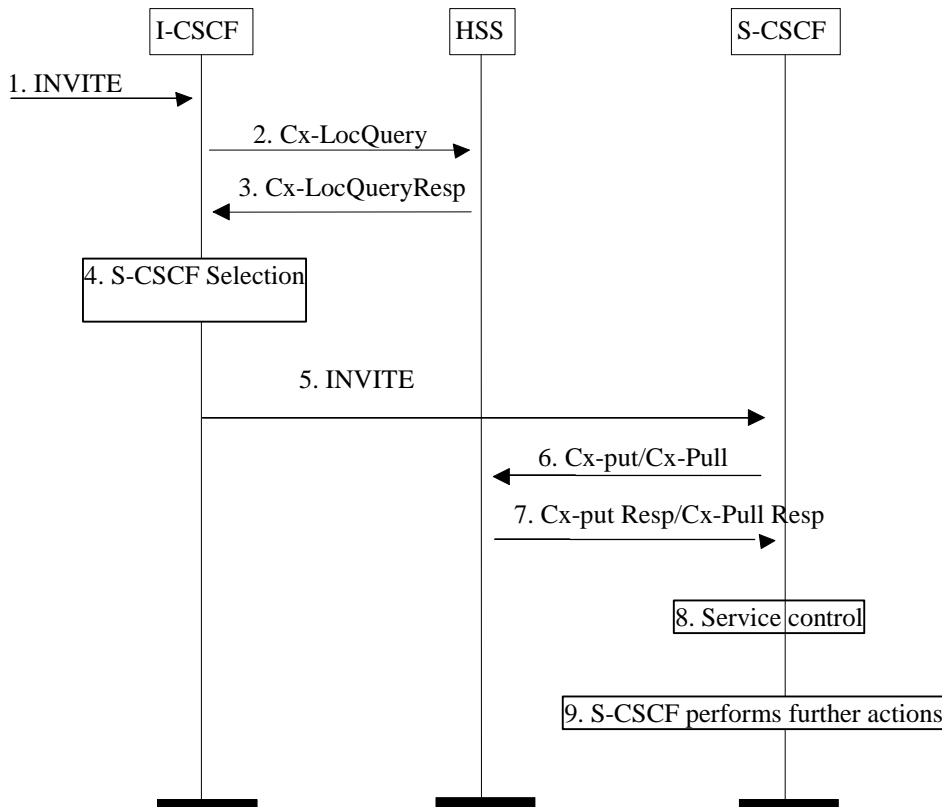 I-CSCF
HSS
S-CSCF
1. INVITE
2. Cx-LocQuery
3. Cx-LocQueryResp
4. S-CSCF Selection
5. INVITE
6. Cx-put/Cx-Pull
7. Cx-put Resp/Cx-Pull Resp
8. Service control
9. S-CSCF performs further actions